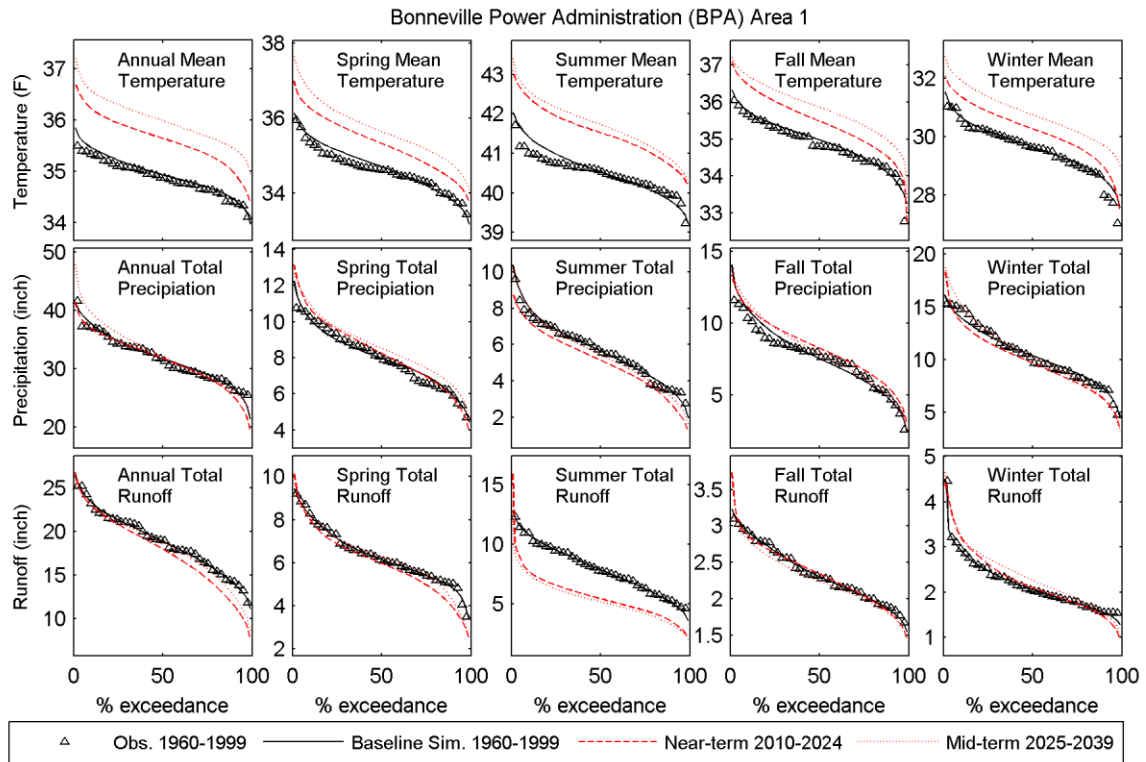 Bonneville Power Administration (BPA) Area 1
Temperature (F)
37
36
35
34
Annual Mean
Temperature
38
36
34
Spring Mean
Temperature
43
42
41
40
39
Summer Mean
Temperature
37
36
35
34
33
Fall Mean
Temperature
32
30
28
Winter Mean
Temperature
Precipitation (inch)
50
40
30
20
Annual Total
Precipiation
14
12
10
8
6
4
Spring Total
Precipiation
10
8
6
4
2
Summer Total
Precipiation
15
10
5
Fall Total
Precipiation
20
15
10
5
Winter Total
Precipiation
Runoff (inch)
25
20
15
10
Annual Total
Runoff
10
8
6
4
2
Spring Total
Runoff
15
10
5
Summer Total
Runoff
3.5
3
2.5
2
1.5
Fall Total
Runoff
5
4
3
2
1
Winter Total
Runoff
0 50 100 0 50 100 0 50 100 0 50 100 0 50 100
% exceedance % exceedance % exceedance % exceedance % exceedance
Obs. 1960-1999 Baseline Sim. 1960-1999 Near-term 2010-2024 Mid-term 2025-2039